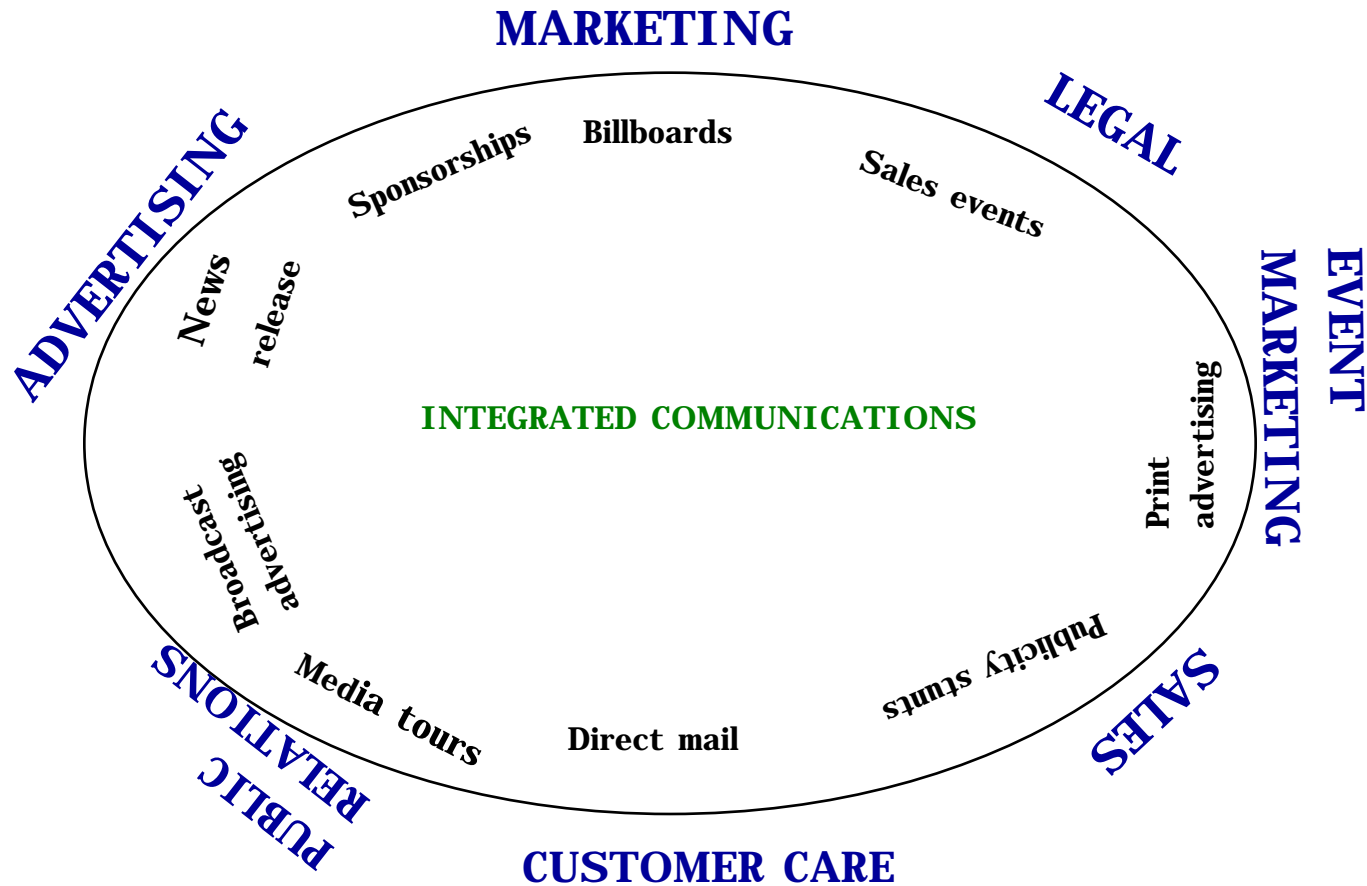 MARKETING
LEGAL
ADVERTISING
Billboards
Sponsorships
Sales events
News
release
EVENT
MARKETING
INTEGRATED COMMUNICATIONS
Print
advertising
Broadcast
advertising
Publicity stunts
SALES
Media tours
Direct mail
PUBLIC
RELATIONS
CUSTOMER CARE